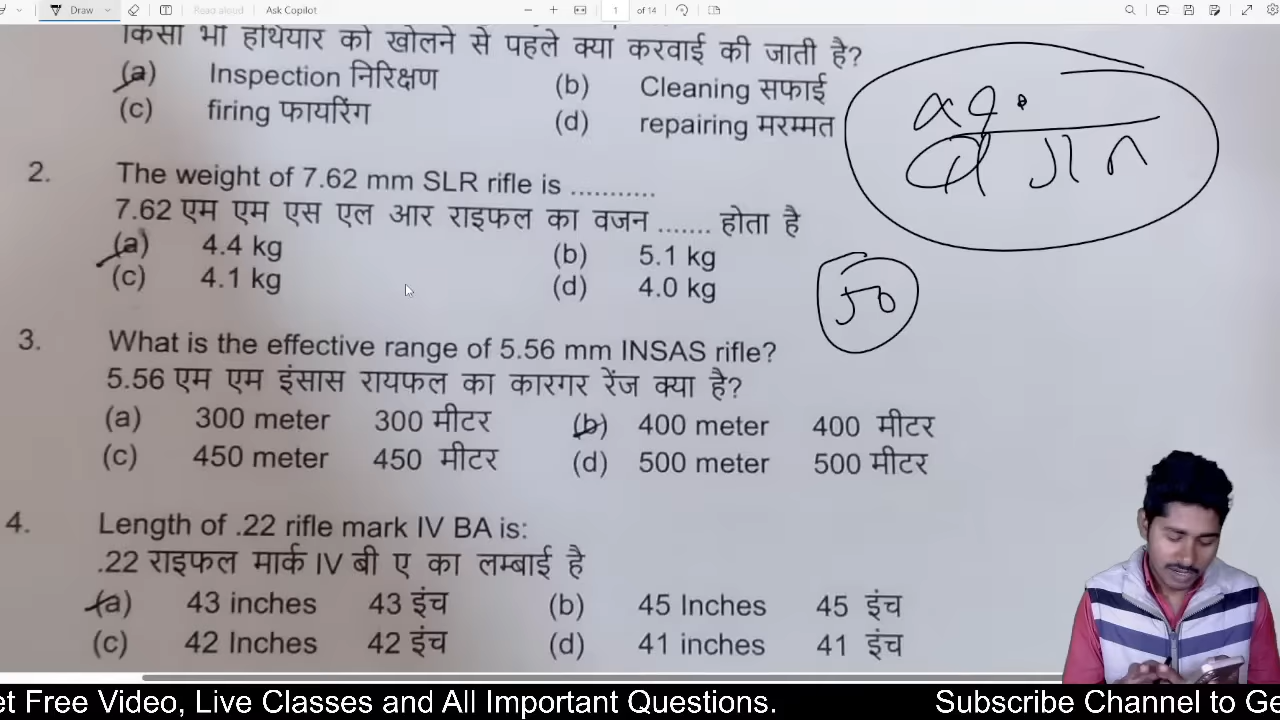 Draw
Read aloud
Ask Copilot
1 of 14
किसी भी हथियार को खोलने से पहले क्या करवाई की जाती है?
(a) Inspection निरिक्षण (b) Cleaning सफाई
(c) firing फायरिंग (d) repairing मरम्मत
2. The weight of 7.62 mm SLR rifle is ...........
7.62 एम एम एस एल आर राइफल का वजन ....... होता है
(a) 4.4 kg (b) 5.1 kg
(c) 4.1 kg (d) 4.0 kg
50
3. What is the effective range of 5.56 mm INSAS rifle?
5.56 एम एम इंसास रायफल का कारगर रेंज क्या है?
(a) 300 meter 300 मीटर (b) 400 meter 400 मीटर
(c) 450 meter 450 मीटर (d) 500 meter 500 मीटर
4. Length of .22 rifle mark IV BA is:
.22 राइफल मार्क IV बी ए का लम्बाई है
(a) 43 inches 43 इंच (b) 45 Inches 45 इंच
(c) 42 Inches 42 इंच (d) 41 inches 41 इंच
et Free Video, Live Classes and All Important Questions. Subscribe Channel to Ge